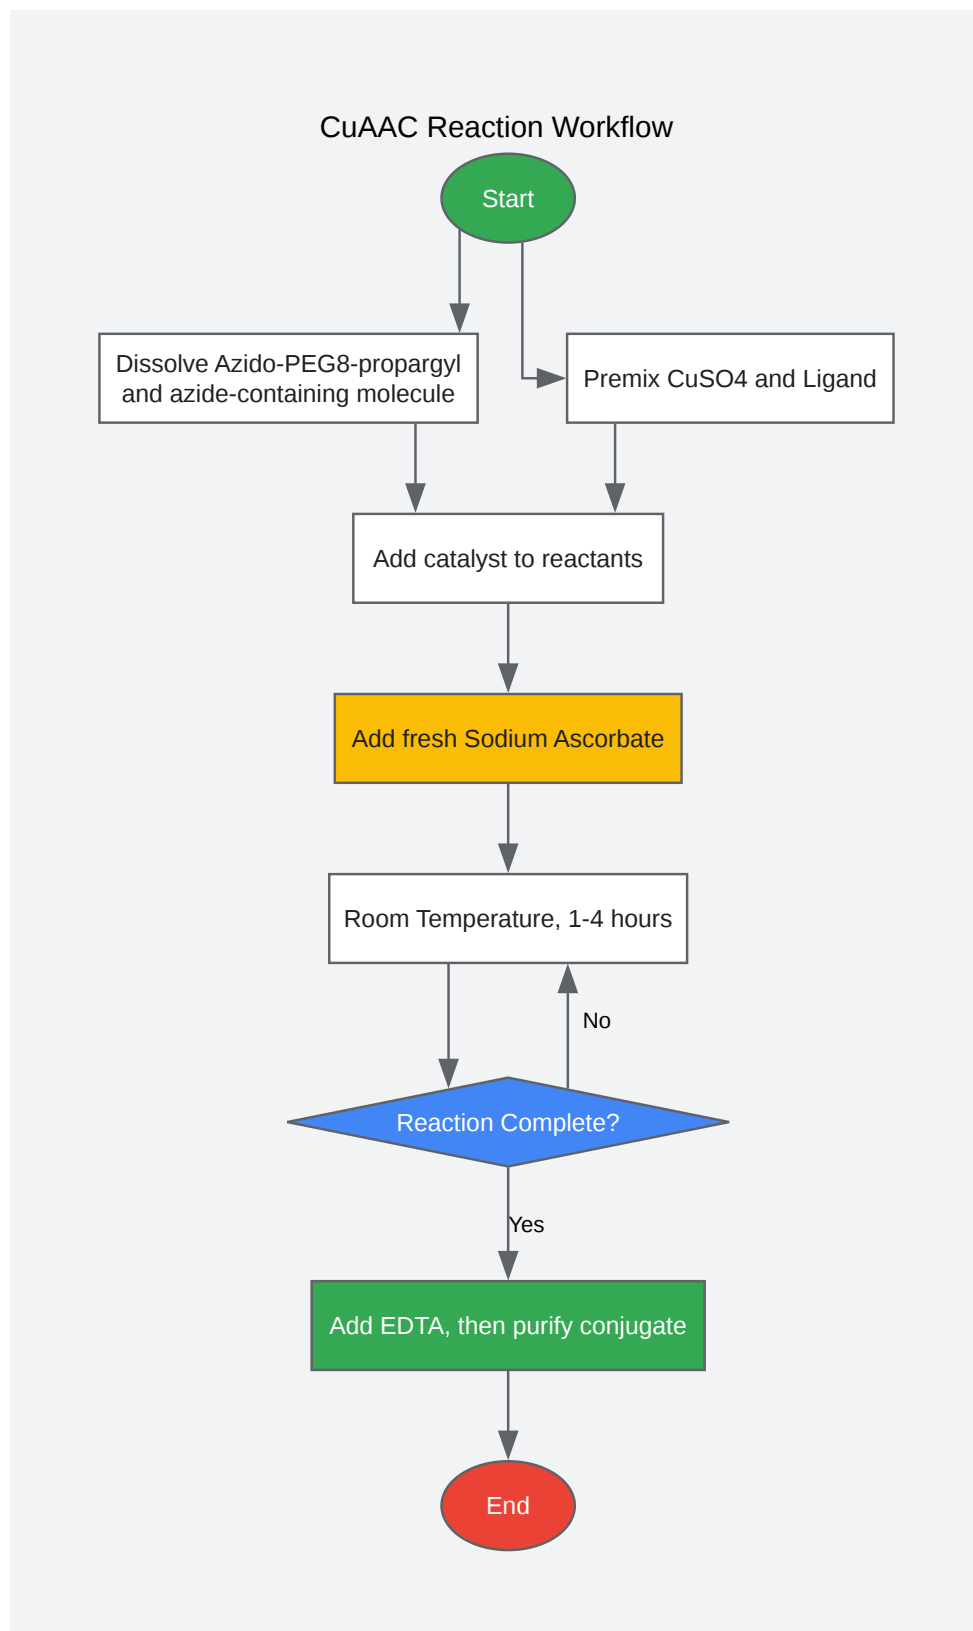 CuAAC Reaction Workflow
Start
Dissolve Azido-PEG8-propargyl
and azide-containing molecule
Premix CuSO4 and Ligand
Add catalyst to reactants
Add fresh Sodium Ascorbate
Room Temperature, 1-4 hours
No
Reaction Complete?
Yes
Add EDTA, then purify conjugate
End